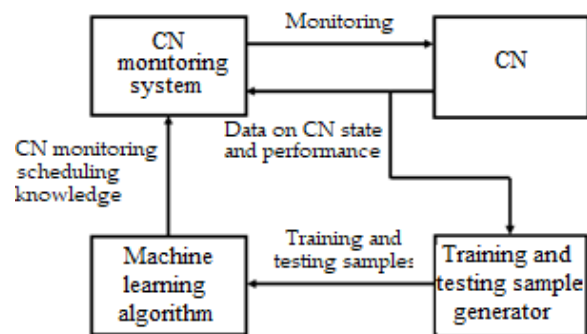 CN
monitoring
system
Monitoring
CN
Data on CN state
and performance
CN monitoring
scheduling
knowledge
Machine
learning
algorithm
Training and
testing samples
Training and
testing sample
generator